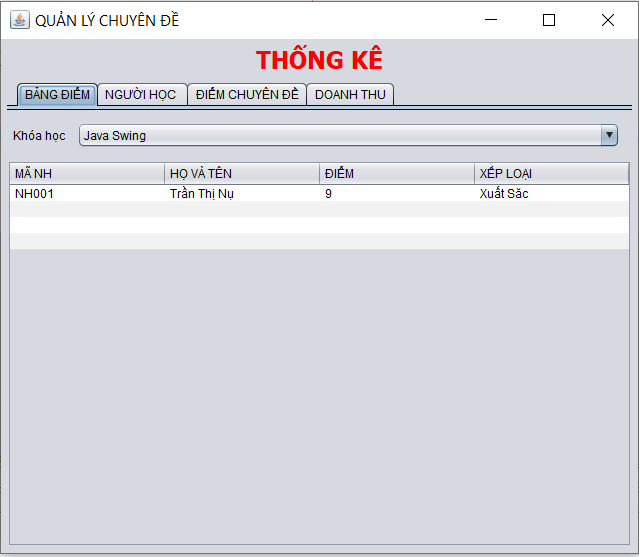 QUẢN LÝ CHUYÊN ĐỀ
THỐNG KÊ
BẢNG ĐIỂM NGƯỜI HỌC ĐIỂM CHUYÊN ĐỀ DOANH THU
Khóa học Java Swing
MÃ NH HỌ VÀ TÊN ĐIỂM XẾP LOẠI
NH001 Trần Thị Nụ 9 Xuất Săc